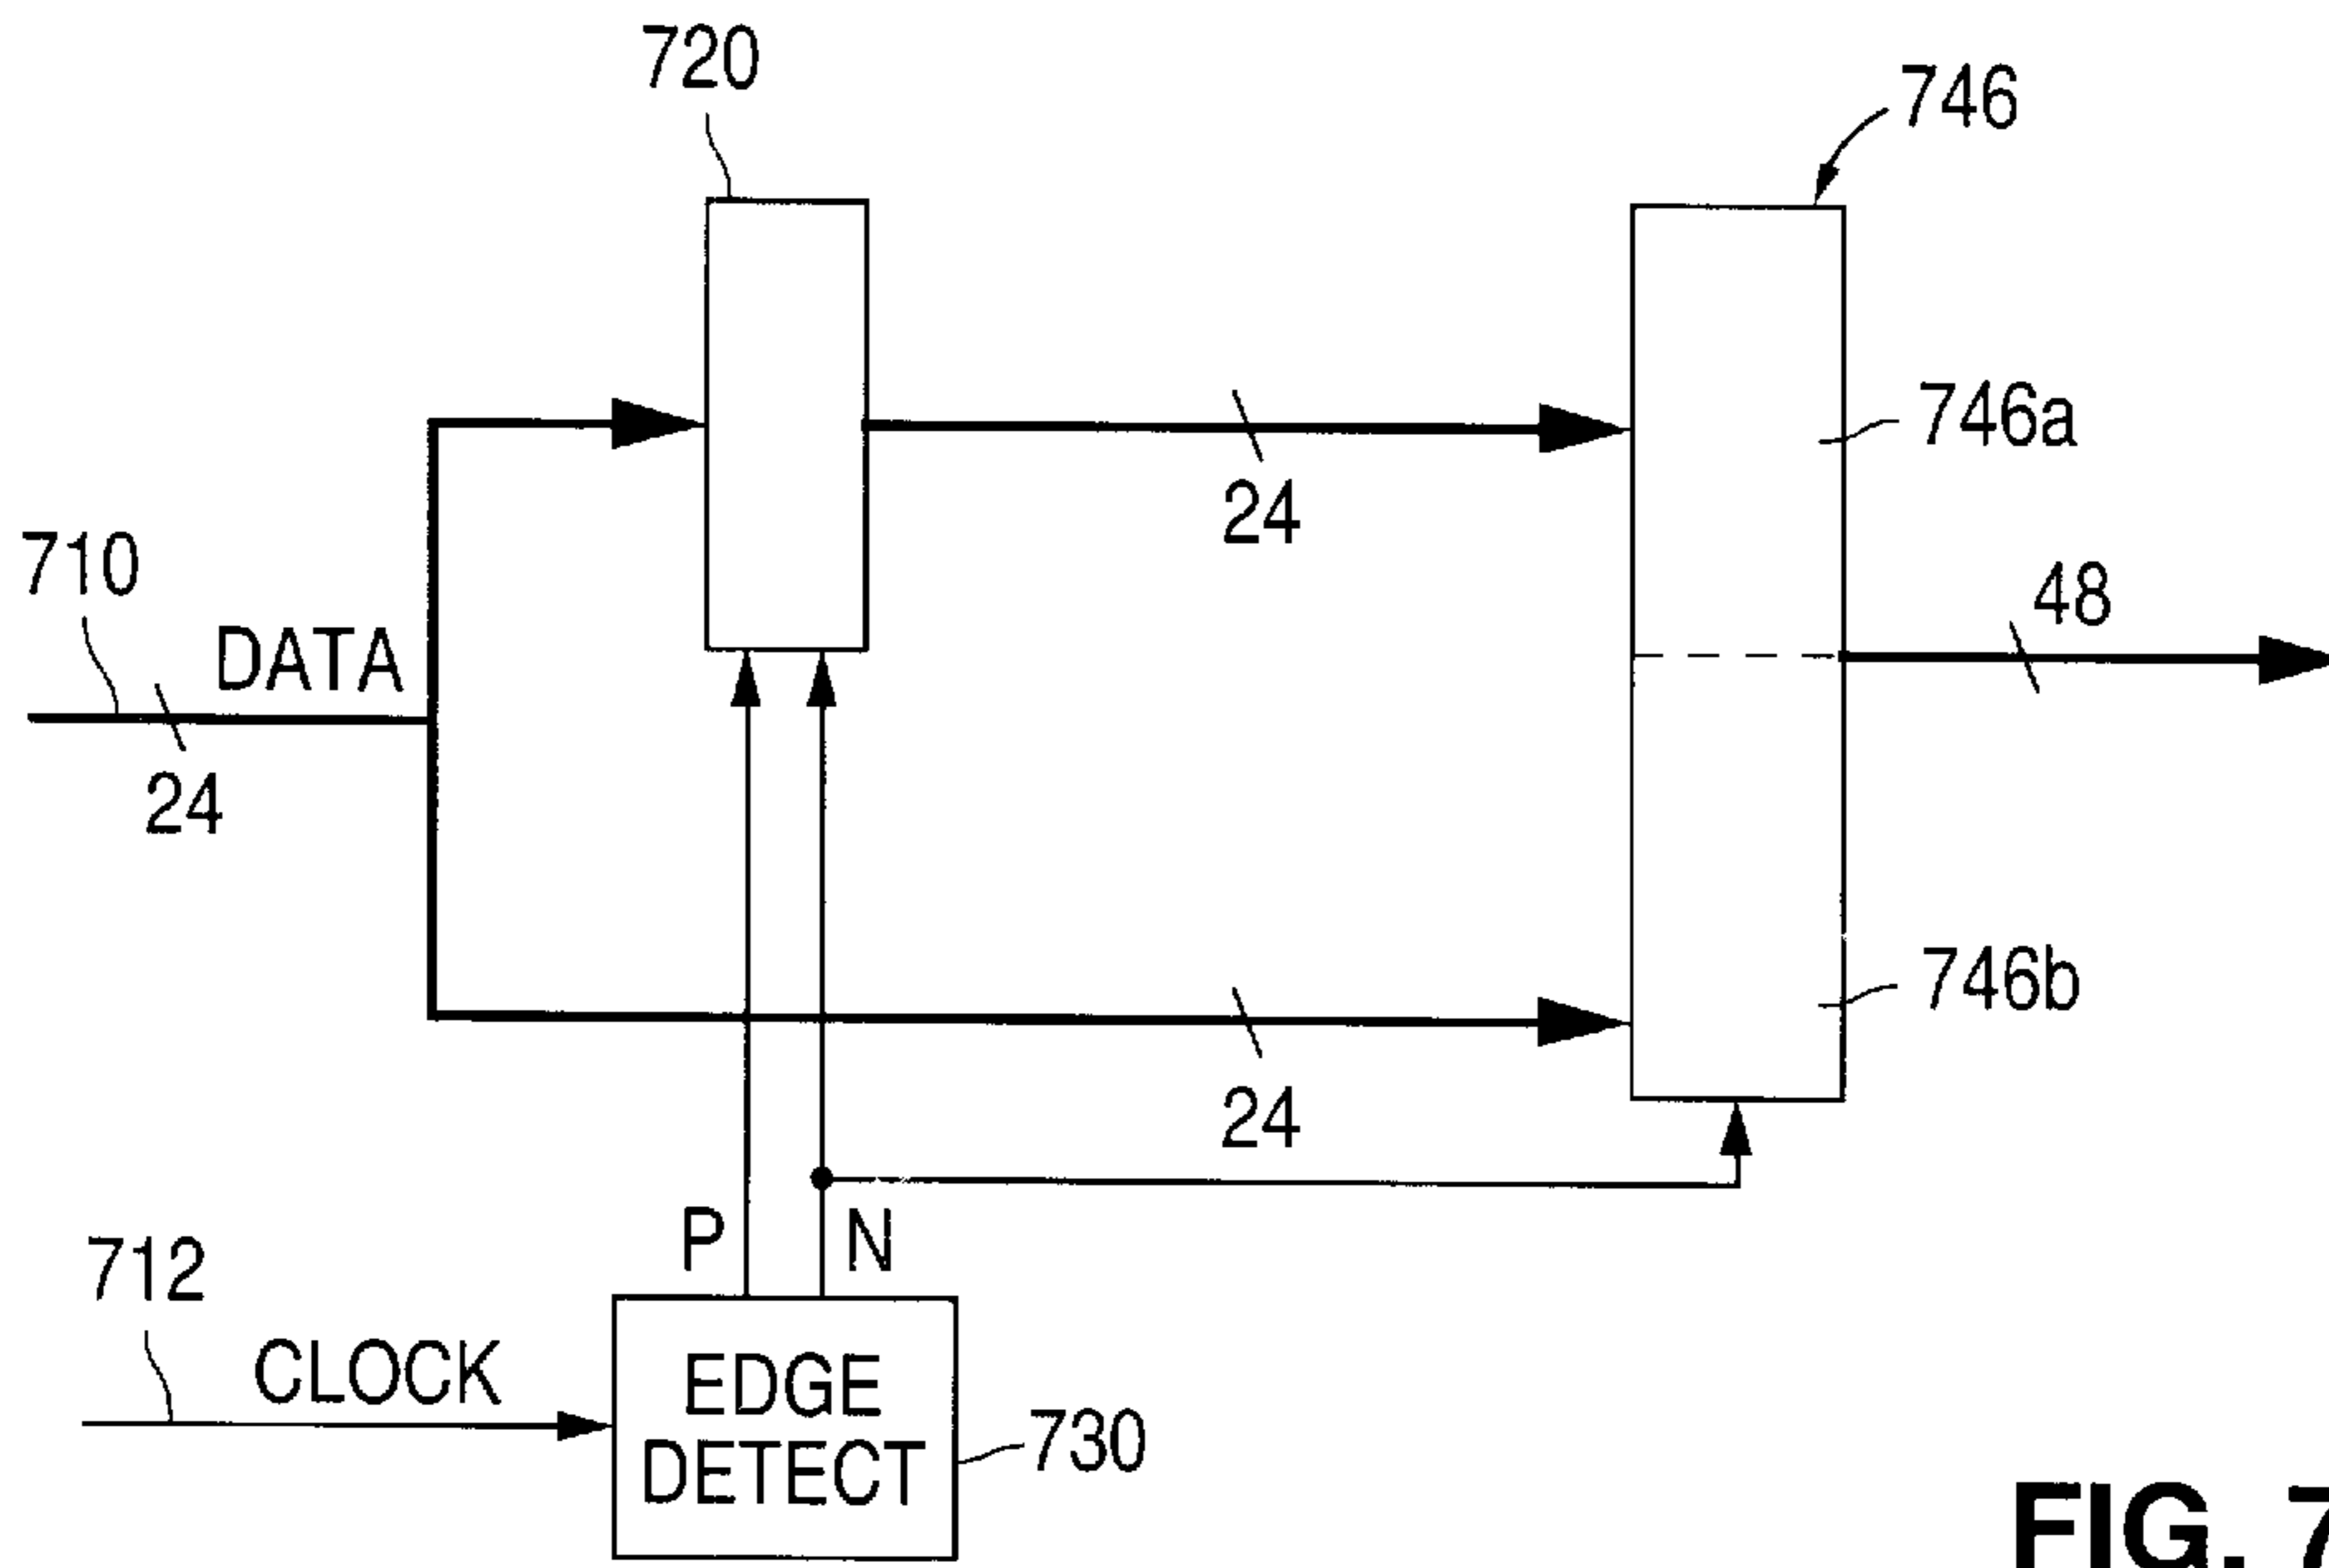 720
746
746a
24
710
48
DATA
24
746b
24
P
N
712
CLOCK
EDGE
DETECT
730
FIG. 7